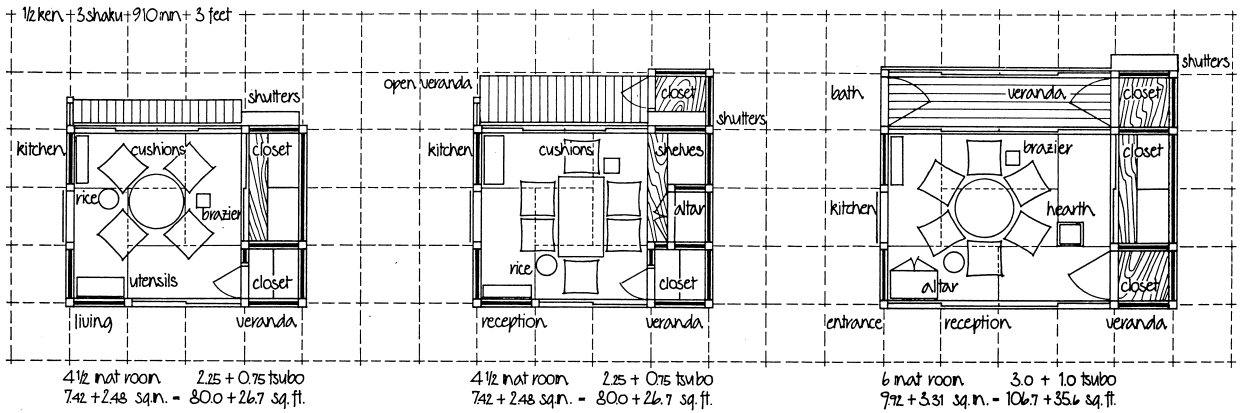 1/2 ken + 3 shaku + 910 mm + 3 feet
shutters
kitchen
cushions
closet
rice
brazier
utensils
closet
living
veranda
4 1/2 mat room 2.25 + 0.75 tsubo
7.42 + 2.48 sq.m. = 80.0 + 26.7 sq.ft.
open veranda
closet
shutters
kitchen
cushions
shelves
altar
rice
closet
reception
veranda
4 1/2 mat room 2.25 + 0.75 tsubo
7.42 + 2.48 sq.m. = 80.0 + 26.7 sq.ft.
shutters
bath
veranda
closet
brazier
closet
kitchen
hearth
altar
closet
entrance
reception
veranda
6 mat room 3.0 + 1.0 tsubo
9.92 + 3.31 sq.m. = 106.7 + 35.6 sq.ft.